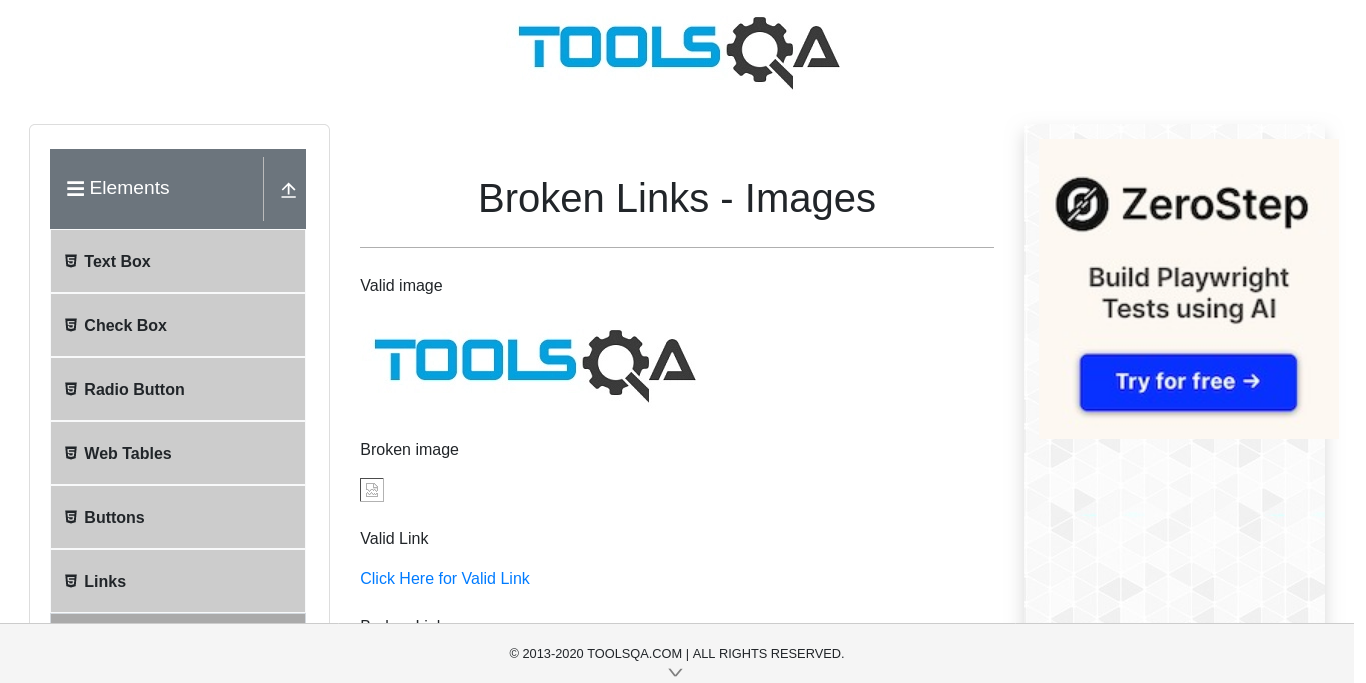 TOOLSQA
Elements
Text Box
Check Box
Radio Button
Web Tables
Buttons
Links
Broken Links - Images
Valid image
TOOLSQA
Broken image
Valid Link
Click Here for Valid Link
ZeroStep
Build Playwright
Tests using AI
Try for free →
© 2013-2020 TOOLSQA.COM | ALL RIGHTS RESERVED.